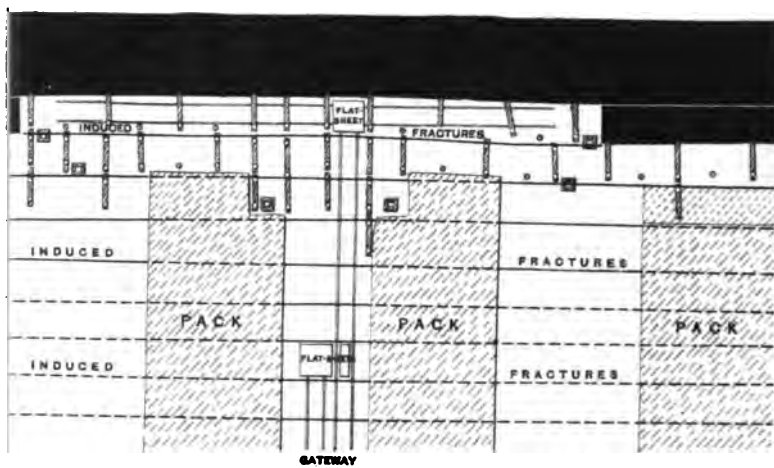 FLAT-
SHEET
INDUCED
FRACTURES
INDUCED
FRACTURES
PACK
PACK
PACK
FLAT-SHEETS
INDUCED
FRACTURES
GATEWAY